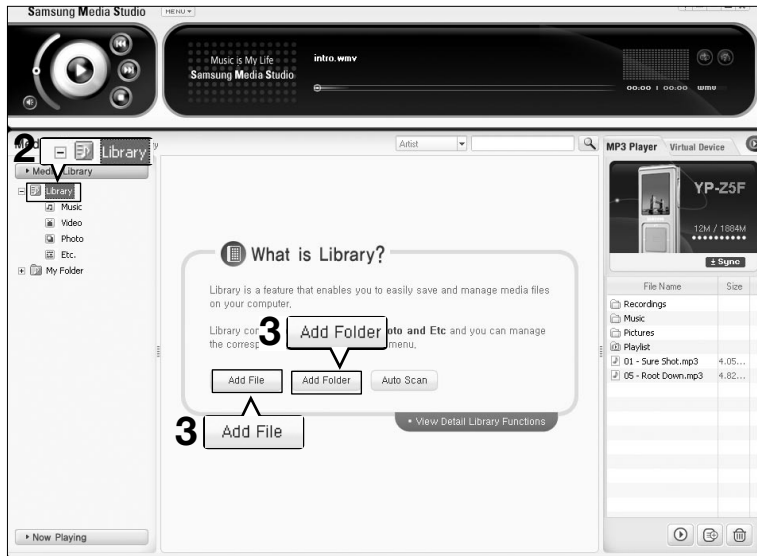 Samsung Media Studio MENU
Music is My Life
Samsung Media Studio
intro.wmv
00:00 | 00:00 wmv
2
Library
Media Library
Library
Music
Video
Photo
Etc.
My Folder
Now Playing
Artist
What is Library?
Library is a feature that enables you to easily save and manage media files
on your computer.
Library con oto and Etc and you can manage
the corresp menu.
3 Add Folder
Add File Add Folder Auto Scan
3 Add File
• View Detail Library Functions
MP3 Player Virtual Device
YP-Z5F
12M / 1884M
Sync
File Name Size
Recordings
Music
Pictures
Playlist
01 - Sure Shot.mp3 4.05...
05 - Root Down.mp3 4.82...